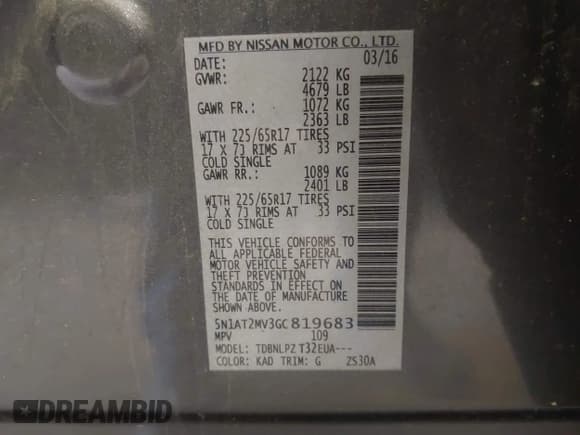 MFD BY NISSAN MOTOR CO., LTD.
DATE: 03/16
GVWR: 2122 KG
4679 LB
GAWR FR.: 1072 KG
2363 LB
WITH 225/65R17 TIRES
17 X 7J RIMS AT 33 PSI
COLD SINGLE
GAWR RR.: 1089 KG
2401 LB
WITH 225/65R17 TIRES
17 X 7J RIMS AT 33 PSI
COLD SINGLE
THIS VEHICLE CONFORMS TO
ALL APPLICABLE FEDERAL
MOTOR VEHICLE SAFETY AND
THEFT PREVENTION
STANDARDS IN EFFECT ON
THE DATE OF MANUFACTURE
SHOWN ABOVE.
5N1AT2MV3GC819683
MPV 109
MODEL: TDBNLPZ T32EUA---
COLOR: KAD TRIM: G ZS30A
DREAMBID